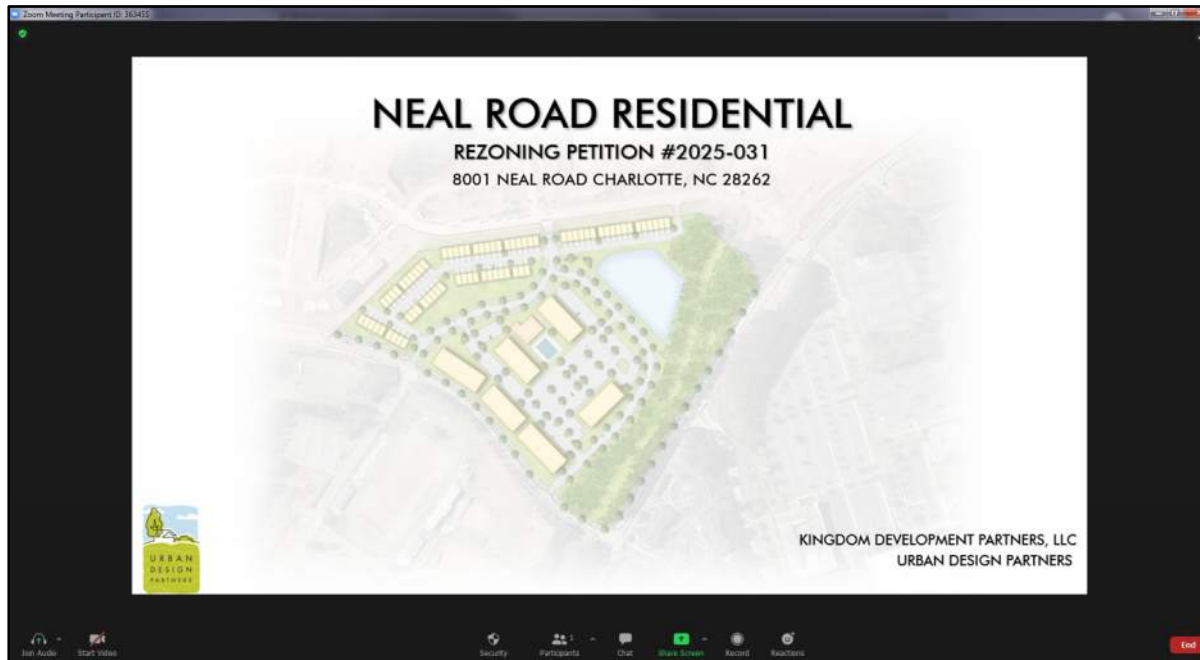 Zoom Meeting Participant ID: 363455
NEAL ROAD RESIDENTIAL
REZONING PETITION #2025-031
8001 NEAL ROAD CHARLOTTE, NC 28262
URBAN
DESIGN
PARTNERS
KINGDOM DEVELOPMENT PARTNERS, LLC
URBAN DESIGN PARTNERS
Join Audio
Start Video
Security
Participants
1
Chat
Share Screen
Record
Reactions
End